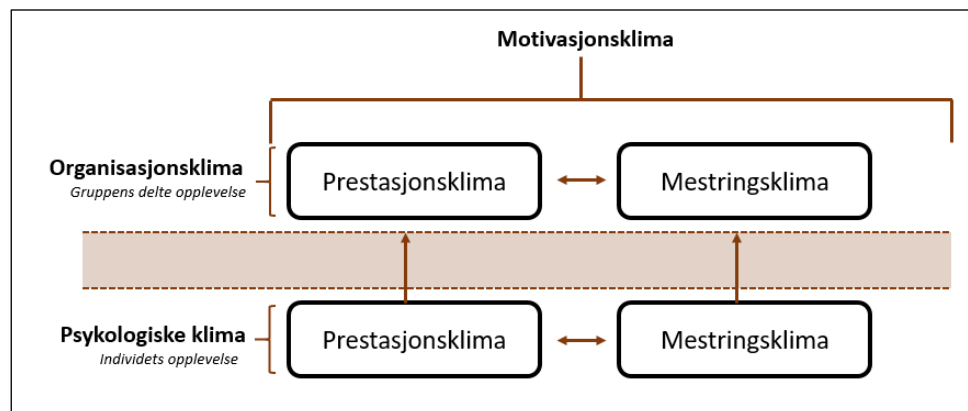 Motivasjonsklima
Organisasjonsklima
Gruppens delte opplevelse
Prestasjonsklima
Mestringsklima
Psykologiske klima
Individets opplevelse
Prestasjonsklima
Mestringsklima